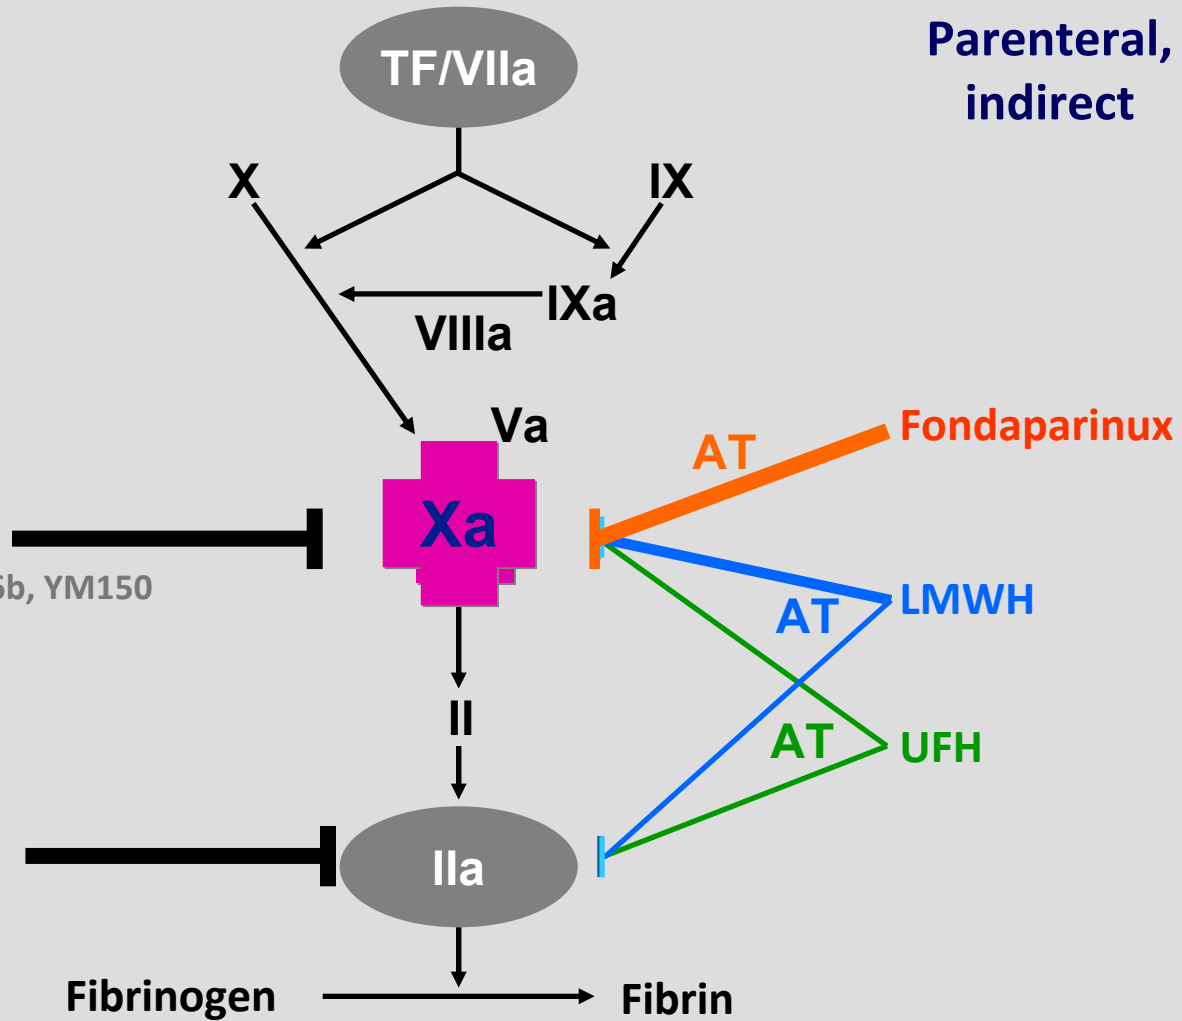 Parenteral,
indirect
TF/VIIa
X
IX
IXa
VIIIa
Va
Xa
AT
Fondaparinux
6b, YM150
AT
LMWH
II
AT
UFH
IIa
Fibrinogen
Fibrin